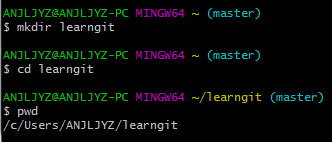 ANJLJYZ@ANJLJYZ-PC MINGW64 ~ (master)
$ mkdir learngit
ANJLJYZ@ANJLJYZ-PC MINGW64 ~ (master)
$ cd learngit
ANJLJYZ@ANJLJYZ-PC MINGW64 ~/learngit (master)
$ pwd
/c/Users/ANJLJYZ/learngit